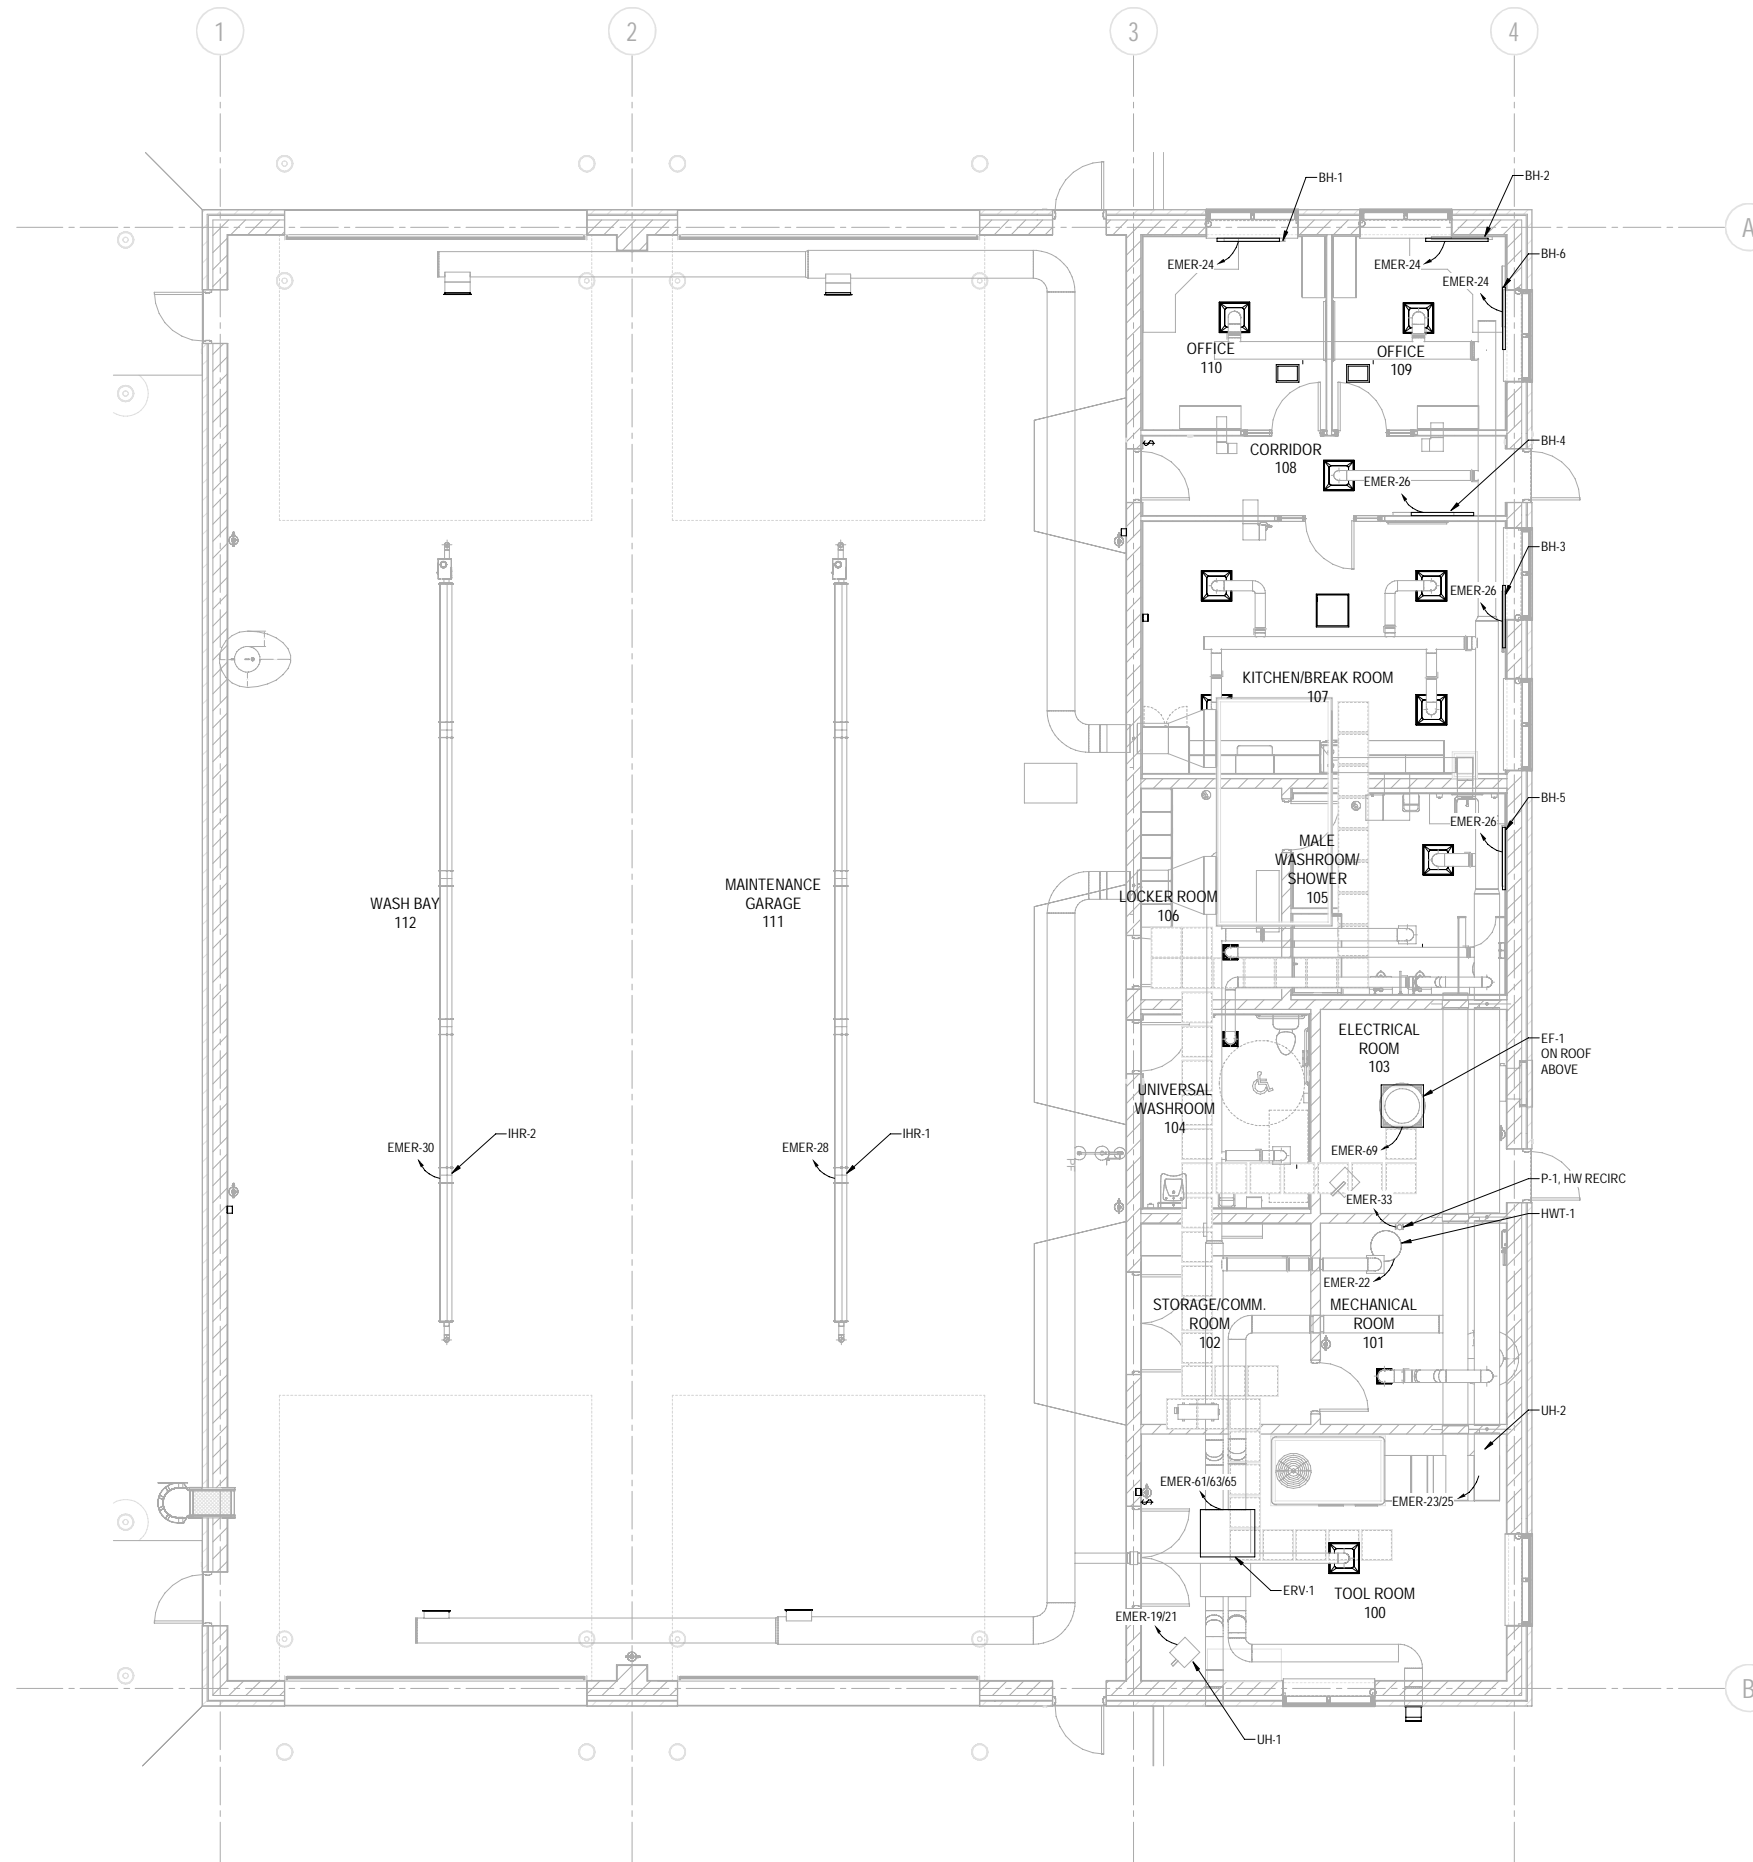 1
2
3
4
BH-1
BH-2
A
BH-6
EMER-24
EMER-24
EMER-24
OFFICE
110
OFFICE
109
BH-4
CORRIDOR
108
EMER-26
BH-3
EMER-26
KITCHEN/BREAK ROOM
107
BH-5
EMER-26
MALE
WASHROOM/
SHOWER
105
MAINTENANCE
GARAGE
111
LOCKER ROOM
106
WASH BAY
112
ELECTRICAL
ROOM
103
EF-1
ON ROOF
ABOVE
UNIVERSAL
WASHROOM
104
EMER-30
IHR-2
EMER-28
IHR-1
EMER-69
P-1, HW RECIRC
EMER-33
HWT-1
EMER-22
STORAGE/COMM.
ROOM
102
MECHANICAL
ROOM
101
UH-2
EMER-61/63/65
EMER-23/25
$
ERV-1
TOOL ROOM
100
EMER-19/21
B
UH-1